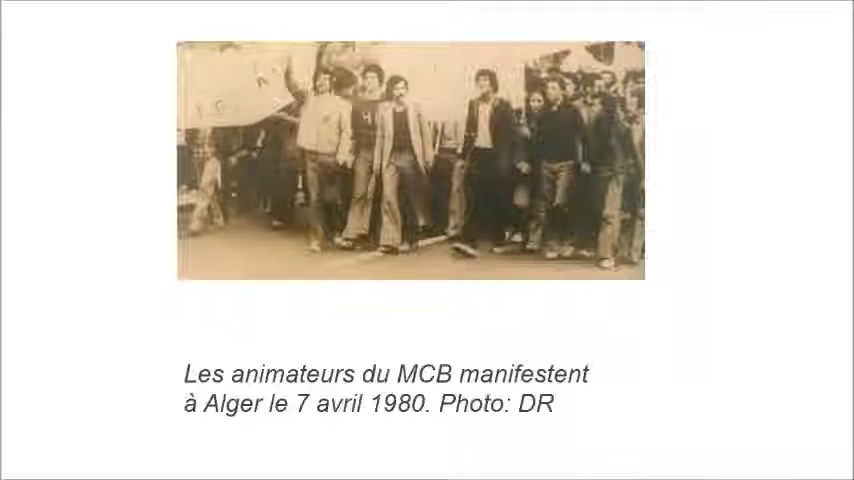 Les animateurs du MCB manifestent
à Alger le 7 avril 1980. Photo: DR